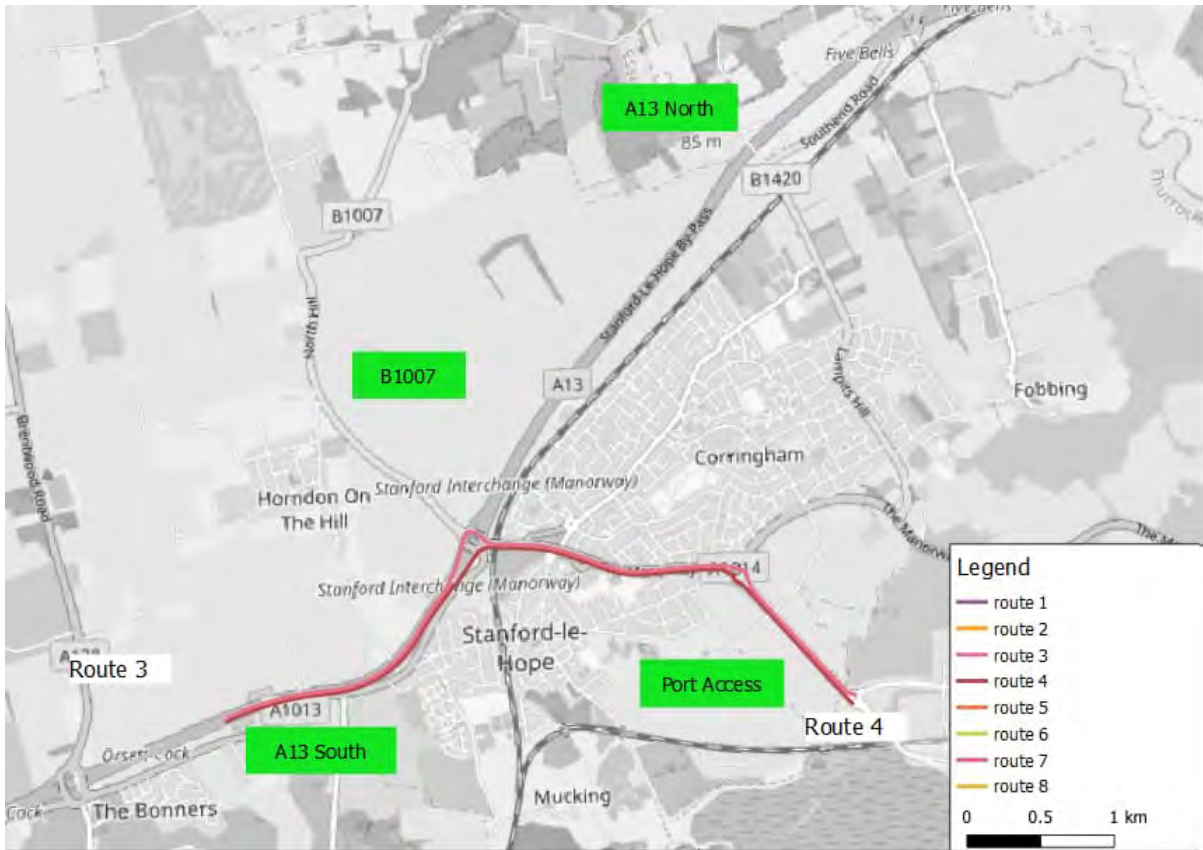 Five Bells
Five Bells
A13 North
85 m
Southend Road
B1420
B1007
Stanford-Le-Hope By-Pass
North Hill
B1007
A13
Lampits Hill
Fobbing
Brentwood Road
Corringham
Horndon On
The Hill
Stanford Interchange (Manorway)
The Manorway
Stanford Interchange (Manorway)
Stanford-le-
Hope
Route 3
Port Access
Route 4
A1013
A13 South
Orsett Cock
Cock
The Bonners
Mucking
Legend
route 1
route 2
route 3
route 4
route 5
route 6
route 7
route 8
0 0.5 1 km